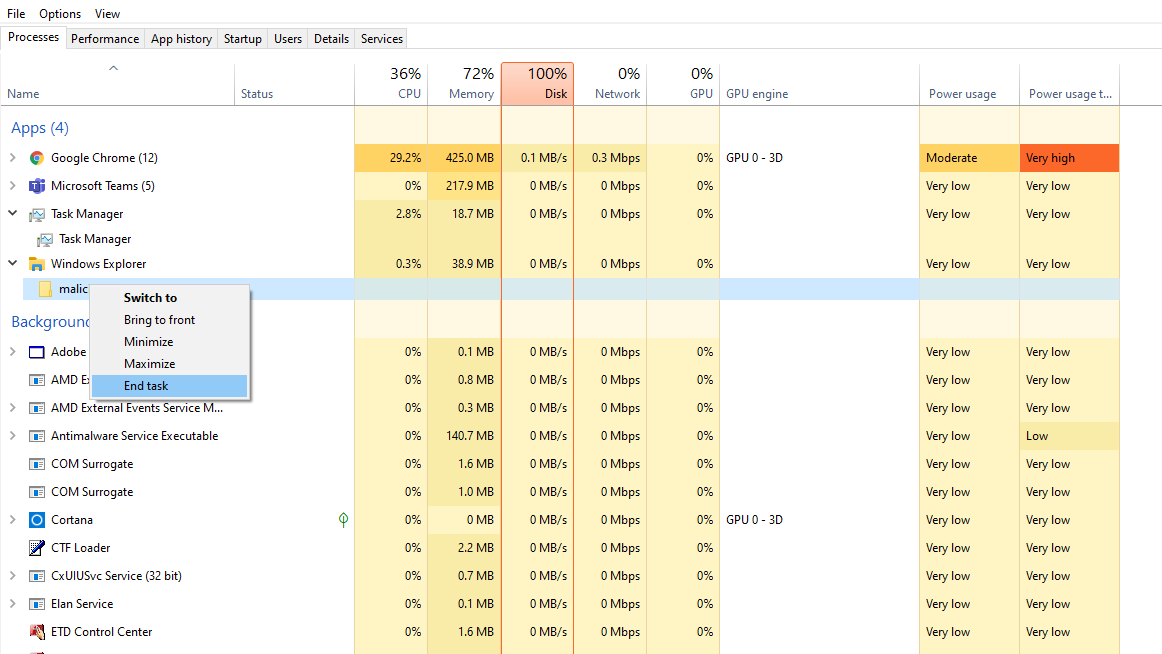 File Options View
Processes Performance App history Startup Users Details Services
36% 72% 100% 0% 0%
Name Status CPU Memory Disk Network GPU GPU engine Power usage Power usage t...
Apps (4)
Google Chrome (12) 29.2% 425.0 MB 0.1 MB/s 0.3 Mbps 0% GPU 0 - 3D Moderate Very high
Microsoft Teams (5) 0% 217.9 MB 0 MB/s 0 Mbps 0% Very low Very low
Task Manager 2.8% 18.7 MB 0 MB/s 0 Mbps 0% Very low Very low
Task Manager
Windows Explorer 0.3% 38.9 MB 0 MB/s 0 Mbps 0% Very low Very low
malic
Switch to
Bring to front
Minimize
Maximize
End task
Background
Adobe 0% 0.1 MB 0 MB/s 0 Mbps 0% Very low Very low
AMD Ex 0% 0.8 MB 0 MB/s 0 Mbps 0% Very low Very low
AMD External Events Service M... 0% 0.3 MB 0 MB/s 0 Mbps 0% Very low Very low
Antimalware Service Executable 0% 140.7 MB 0 MB/s 0 Mbps 0% Very low Low
COM Surrogate 0% 1.6 MB 0 MB/s 0 Mbps 0% Very low Very low
COM Surrogate 0% 1.0 MB 0 MB/s 0 Mbps 0% Very low Very low
Cortana 0% 0 MB 0 MB/s 0 Mbps 0% GPU 0 - 3D Very low Very low
CTF Loader 0% 2.2 MB 0 MB/s 0 Mbps 0% Very low Very low
CxUIUSvc Service (32 bit) 0% 0.7 MB 0 MB/s 0 Mbps 0% Very low Very low
Elan Service 0% 0.1 MB 0 MB/s 0 Mbps 0% Very low Very low
ETD Control Center 0% 1.6 MB 0 MB/s 0 Mbps 0% Very low Very low